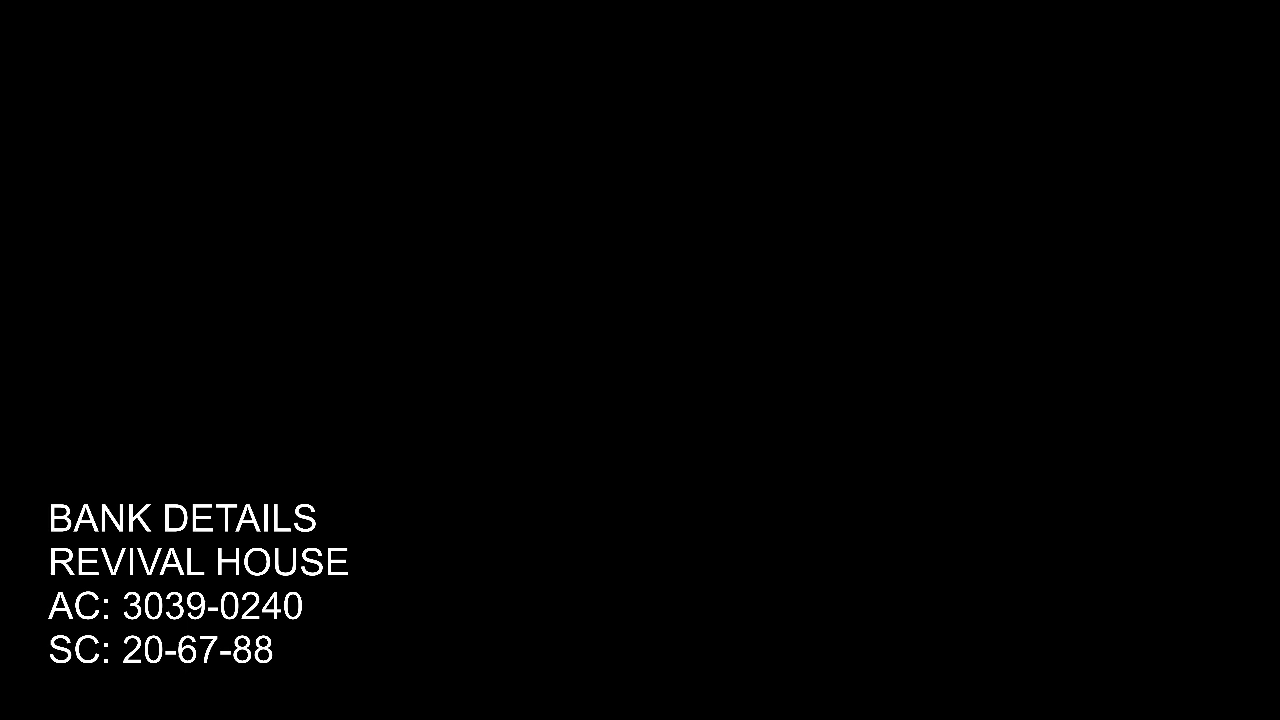 BANK DETAILS
REVIVAL HOUSE
AC: 3039-0240
SC: 20-67-88